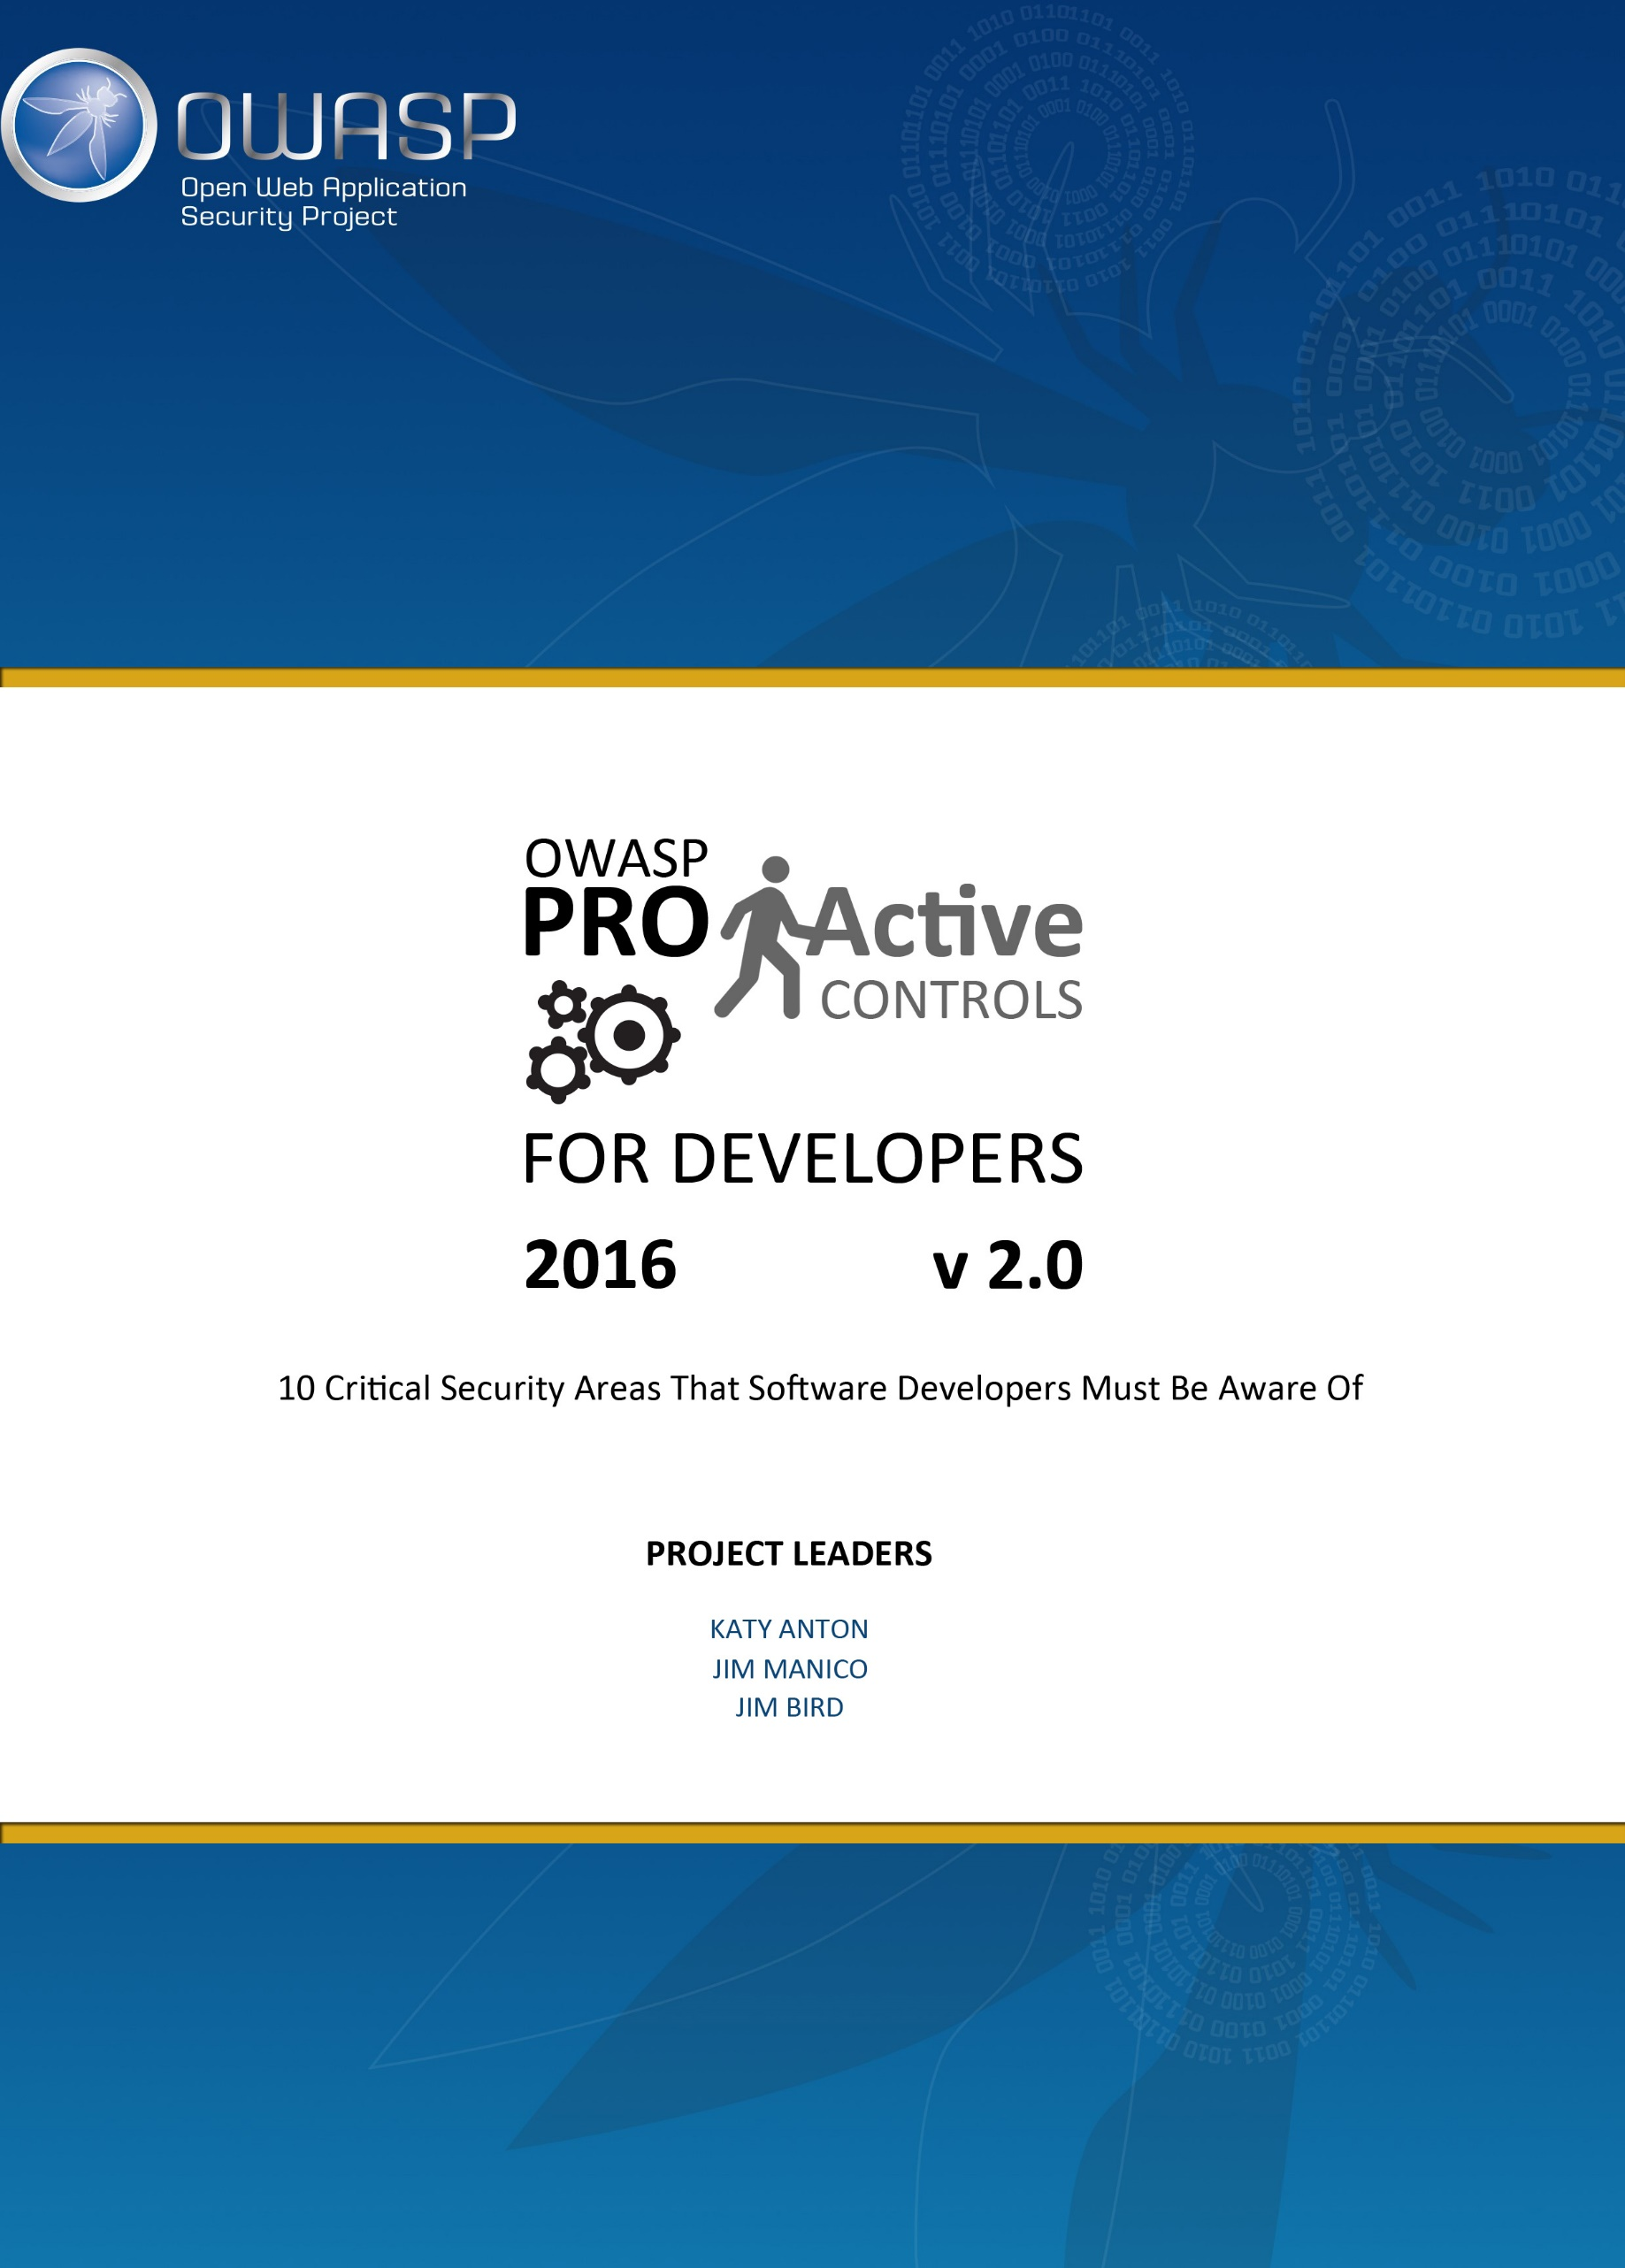 OWASP
Open Web Application
Security Project
OWASP
PRO Active
CONTROLS
FOR DEVELOPERS
2016 v 2.0
10 Critical Security Areas That Software Developers Must Be Aware Of
PROJECT LEADERS
KATY ANTON
JIM MANICO
JIM BIRD